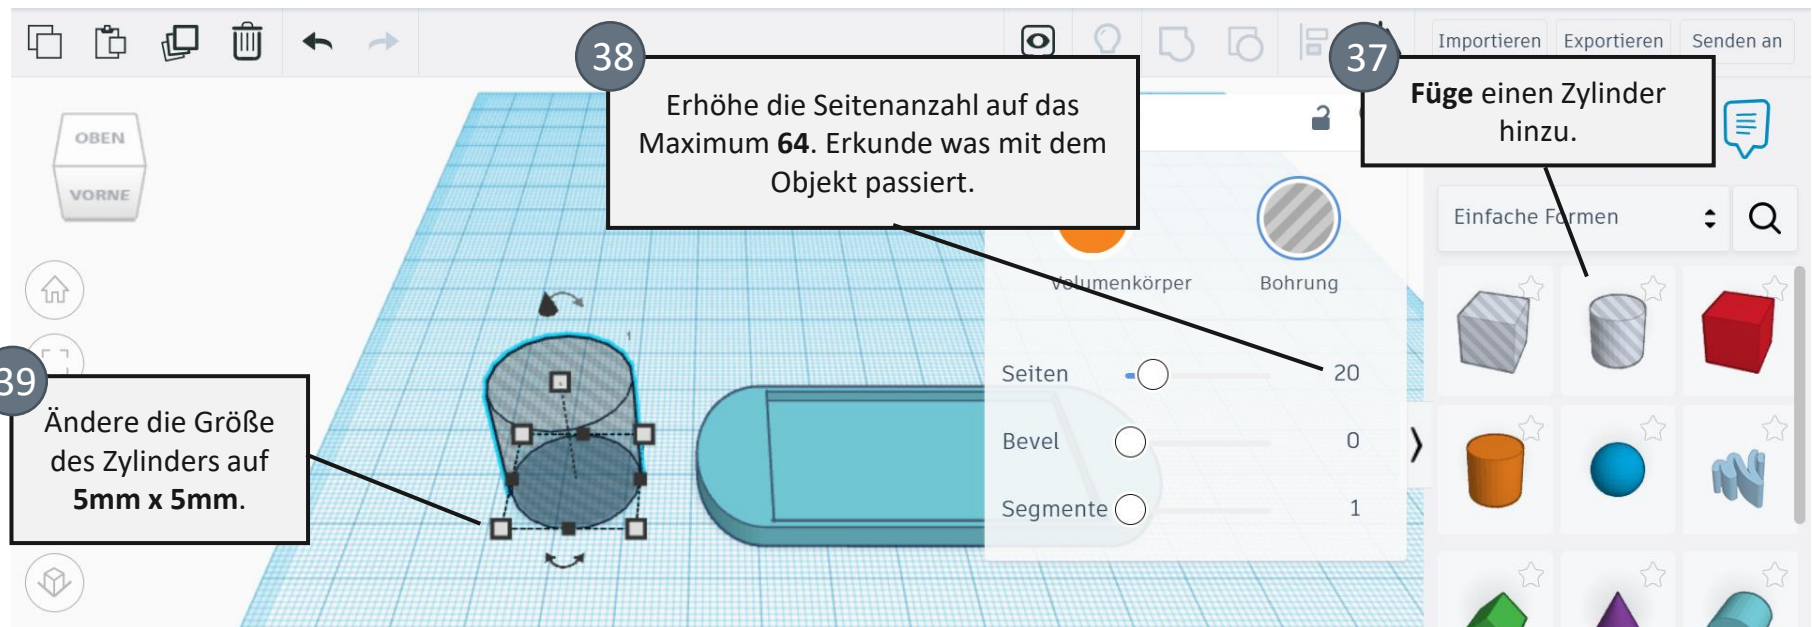 Importieren
Exportieren
Senden an
38
Erhöhe die Seitenanzahl auf das
Maximum 64. Erkunde was mit dem
Objekt passiert.
37
Füge einen Zylinder
hinzu.
OBEN
VORNE
Einfache Formen
Volumenkörper
Bohrung
Seiten
20
Bevel
0
Segmente
1
39
Ändere die Größe
des Zylinders auf
5mm x 5mm.